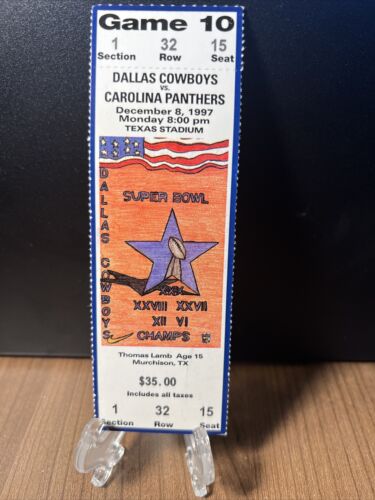 Game 10
1 32 15
Section Row Seat
DALLAS COWBOYS
vs.
CAROLINA PANTHERS
December 8, 1997
Monday 8:00 pm
TEXAS STADIUM
DALLAS COWBOYS
SUPER BOWL
XXX
XXVIII XXVII
XII VI
CHAMPS
Thomas Lamb Age 15
Murchison, TX
$35.00
Includes all taxes
1 32 15
Section Row Seat